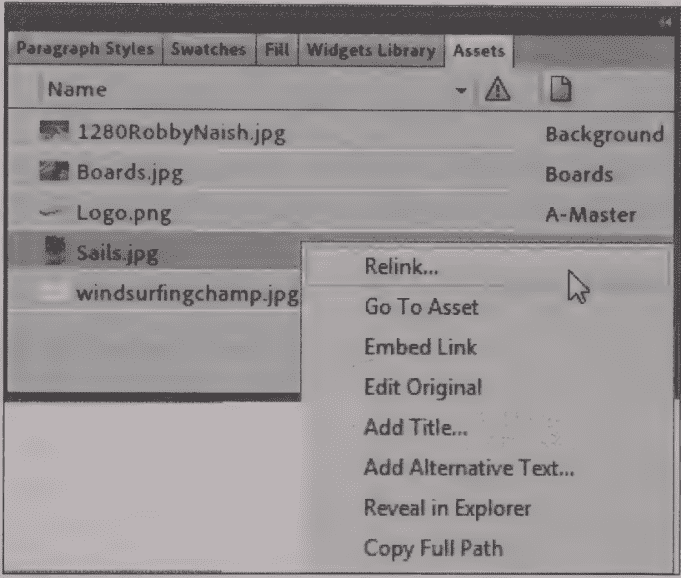 Paragraph Styles Swatches Fill Widgets Library Assets
Name
1280RobbyNaish.jpg Background
Boards.jpg Boards
Logo.png A-Master
Sails.jpg
windsurfingchamp.jpg
Relink...
Go To Asset
Embed Link
Edit Original
Add Title...
Add Alternative Text...
Reveal in Explorer
Copy Full Path